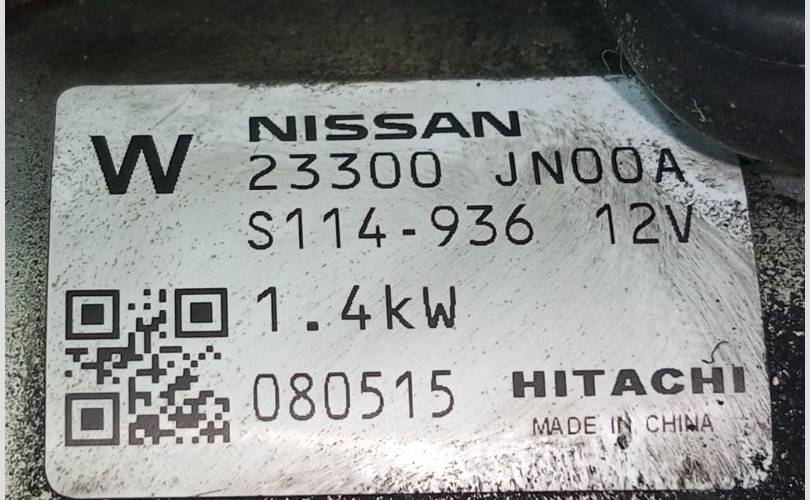 W
NISSAN
23300 JN00A
S114-936 12V
1.4kW
080515
HITACHI
MADE IN CHINA